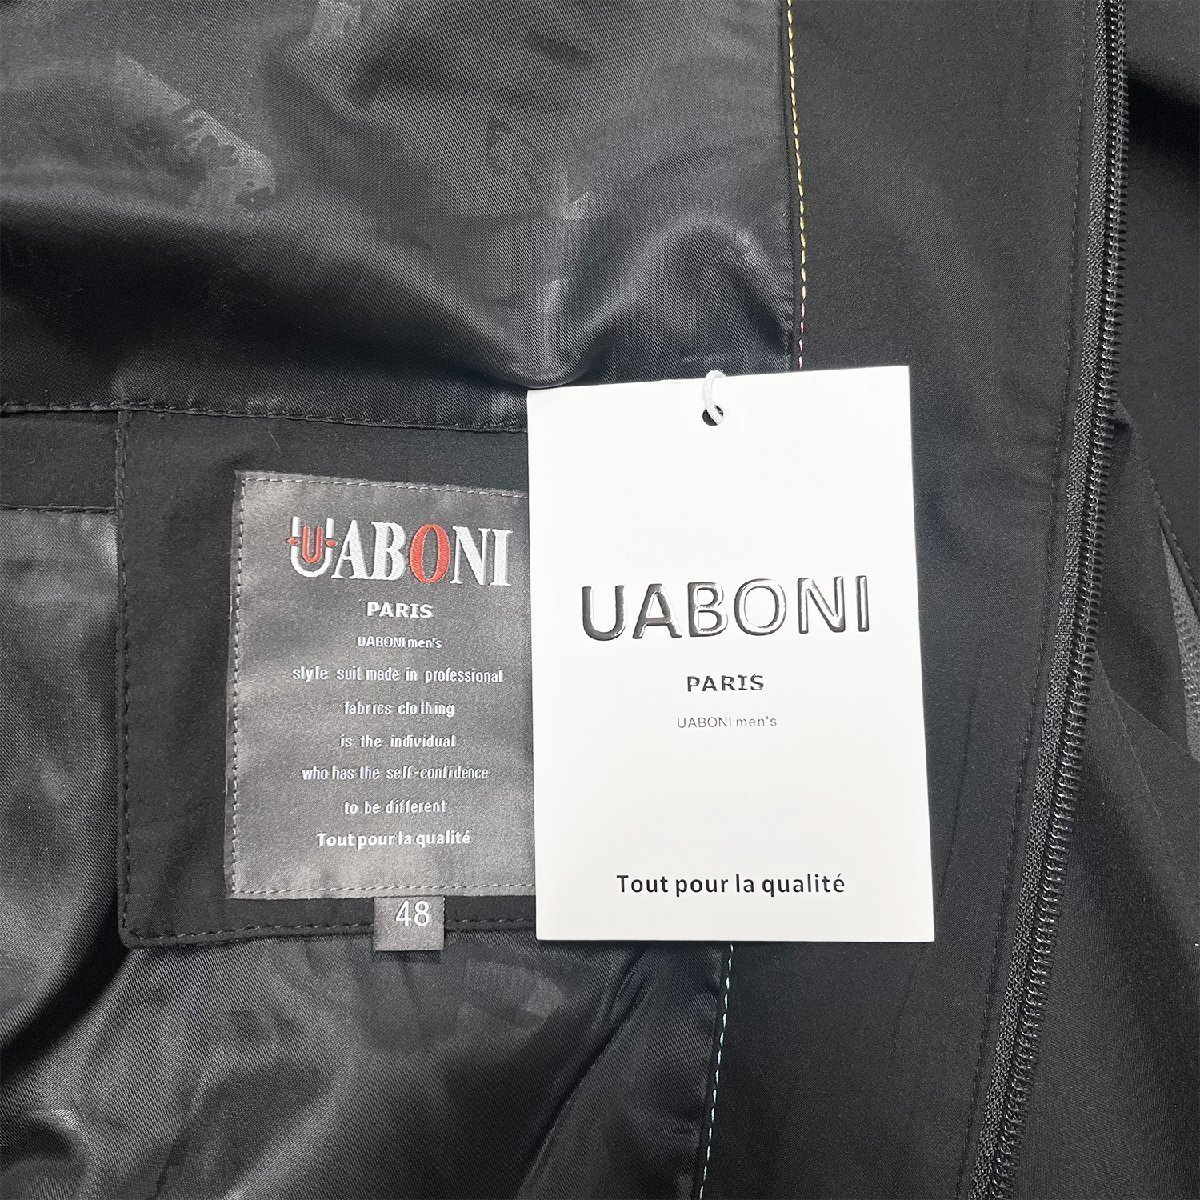 UABONI
PARIS
UABONI men's
style suit made in professional
fabrics clothing
is the individual
who has the self-confidence
to be different
Tout pour la qualité
48
UABONI
PARIS
UABONI men's
Tout pour la qualité